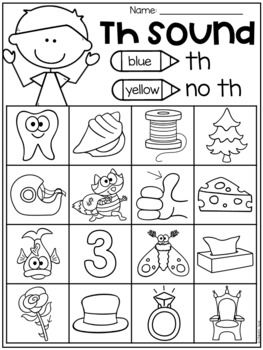 Name:
Th Sound
blue th
yellow no th
$
3